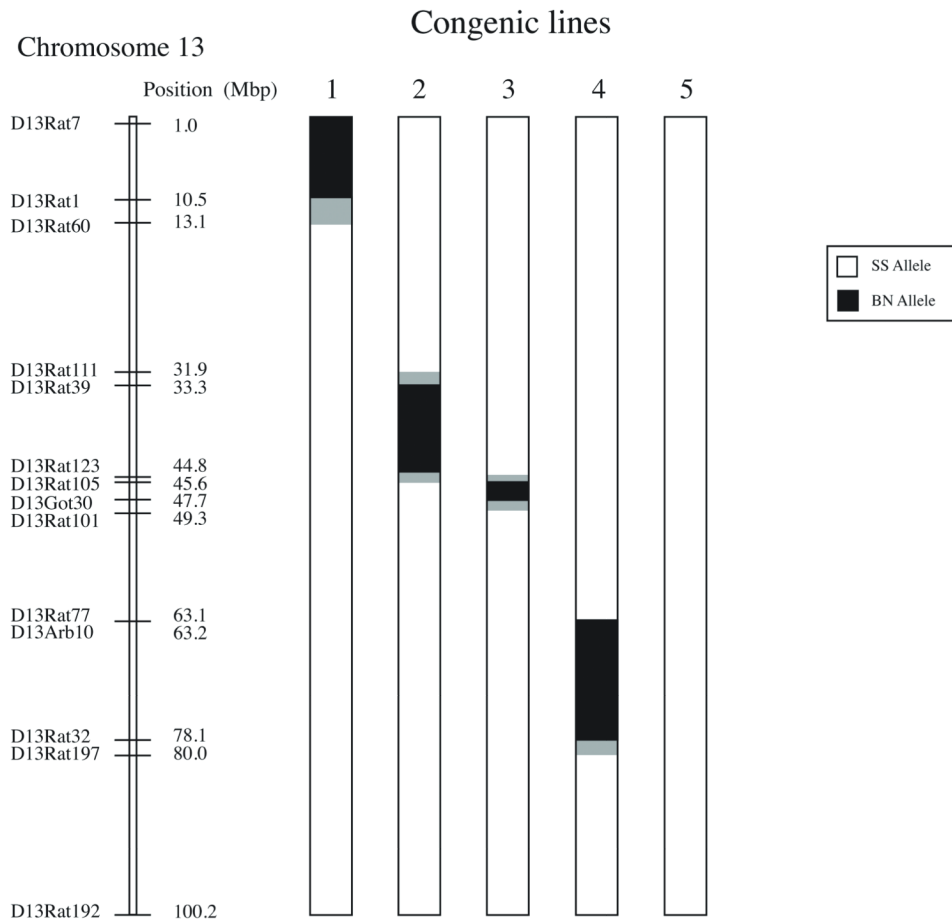 Congenic lines
Chromosome 13
Position (Mbp) 1 2 3 4 5
D13Rat7 1.0
D13Rat1 10.5
D13Rat60 13.1
SS Allele
BN Allele
D13Rat111 31.9
D13Rat39 33.3
D13Rat123 44.8
D13Rat105 45.6
D13Got30 47.7
D13Rat101 49.3
D13Rat77 63.1
D13Arb10 63.2
D13Rat32 78.1
D13Rat197 80.0
D13Rat192 100.2